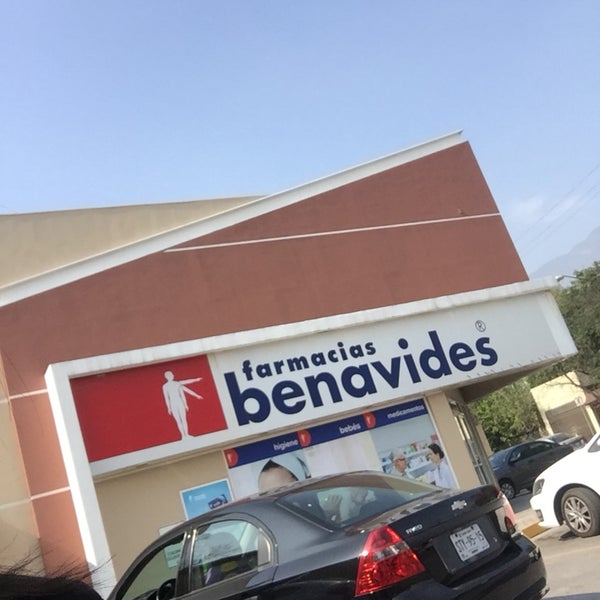 farmacias
benavides®
higiene
bebés
medicamentos